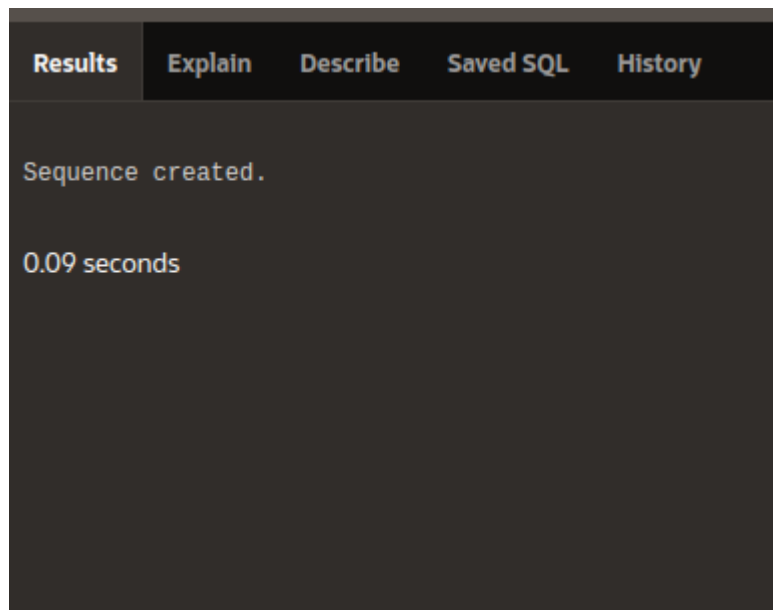 Results Explain Describe Saved SQL History
Sequence created.
0.09 seconds